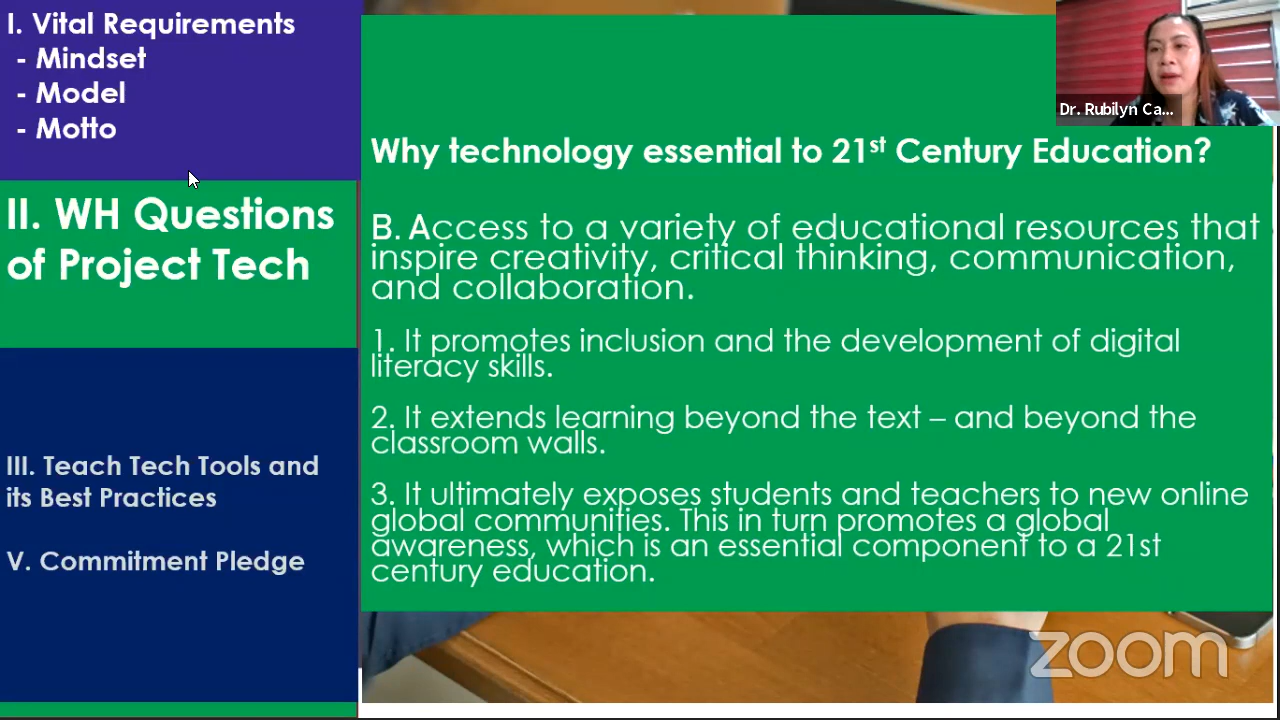 I. Vital Requirements
- Mindset
- Model
- Motto
II. WH Questions
of Project Tech
III. Teach Tech Tools and
its Best Practices
V. Commitment Pledge
Dr. Rubilyn Ca...
Why technology essential to 21st Century Education?
B. Access to a variety of educational resources that
inspire creativity, critical thinking, communication,
and collaboration.
1. It promotes inclusion and the development of digital
literacy skills.
2. It extends learning beyond the text – and beyond the
classroom walls.
3. It ultimately exposes students and teachers to new online
global communities. This in turn promotes a global
awareness, which is an essential component to a 21st
century education.
zoom